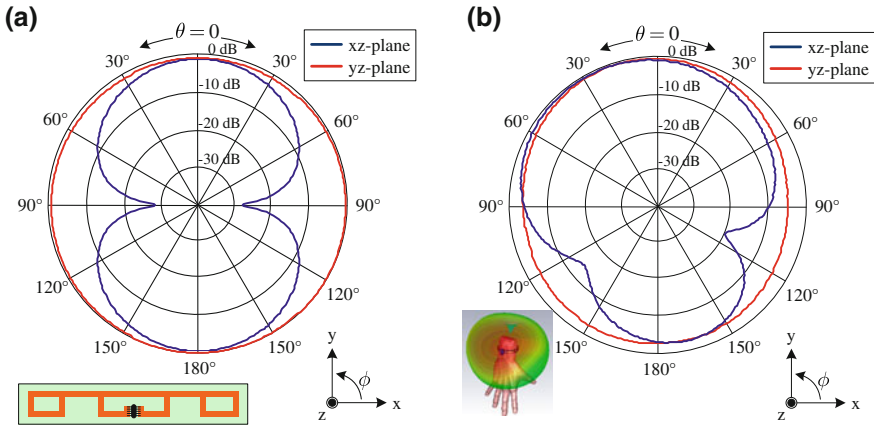 (a)
θ = 0
xz-plane
yz-plane
0 dB
-10 dB
-20 dB
-30 dB
30°
30°
60°
60°
90°
90°
120°
120°
150°
150°
180°
y
ϕ
z
x
(b)
θ = 0
xz-plane
yz-plane
0 dB
-10 dB
-20 dB
-30 dB
30°
30°
60°
60°
90°
90°
120°
120°
150°
150°
180°
y
ϕ
z
x